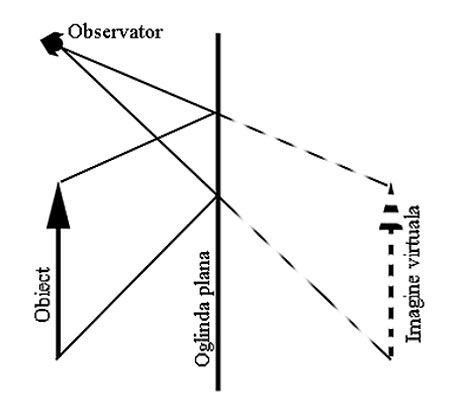 Observator
Obiect
Oglinda plana
Imagine virtuala